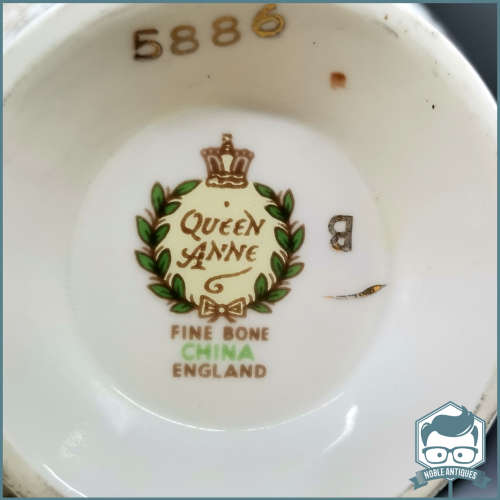 5886
QUEEN
ANNE
B
FINE BONE
CHINA
ENGLAND
NOBLE ANTIQUES